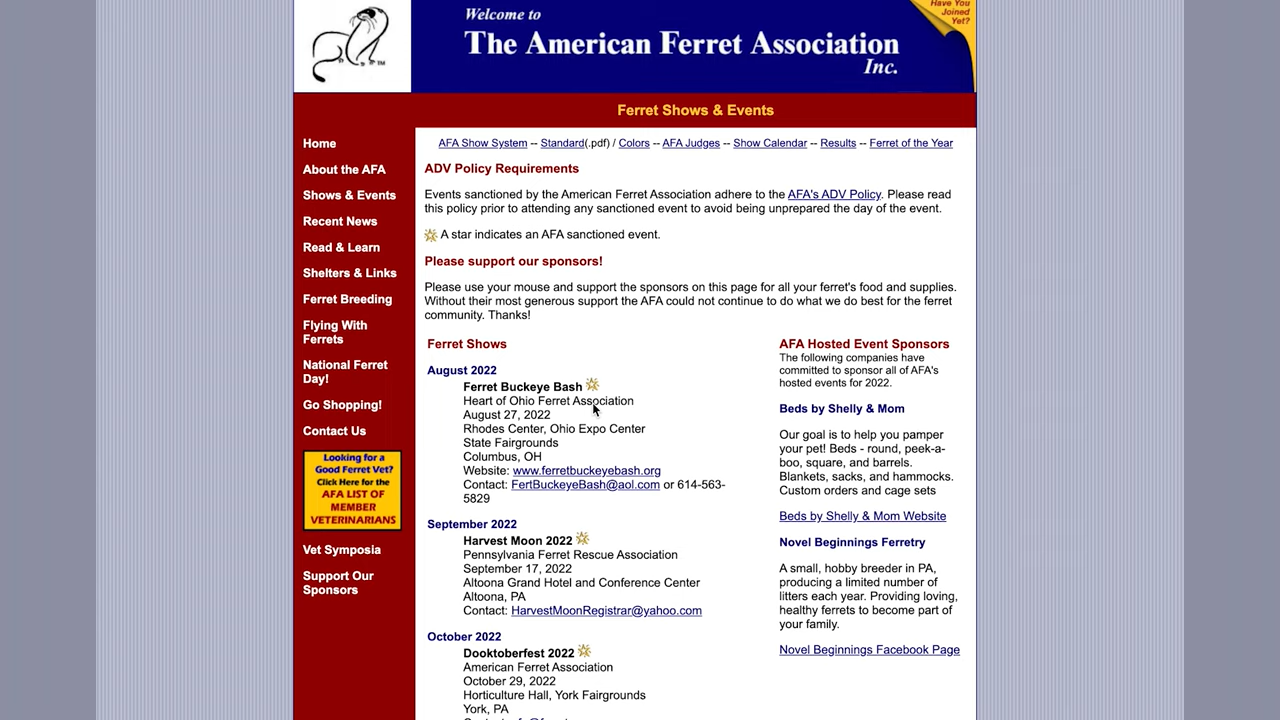 Welcome to
The American Ferret Association
Inc.
Have You
Joined
Yet?
Ferret Shows & Events
Home
About the AFA
Shows & Events
Recent News
Read & Learn
Shelters & Links
Ferret Breeding
Flying With
Ferrets
National Ferret
Day!
Go Shopping!
Contact Us
Looking for a
Good Ferret Vet?
Click Here for the
AFA LIST OF
MEMBER
VETERINARIANS
Vet Symposia
Support Our
Sponsors
AFA Show System -- Standard(.pdf) / Colors -- AFA Judges -- Show Calendar -- Results -- Ferret of the Year
ADV Policy Requirements
Events sanctioned by the American Ferret Association adhere to the AFA's ADV Policy. Please read
this policy prior to attending any sanctioned event to avoid being unprepared the day of the event.
A star indicates an AFA sanctioned event.
Please support our sponsors!
Please use your mouse and support the sponsors on this page for all your ferret's food and supplies.
Without their most generous support the AFA could not continue to do what we do best for the ferret
community. Thanks!
Ferret Shows
August 2022
Ferret Buckeye Bash
Heart of Ohio Ferret Association
August 27, 2022
Rhodes Center, Ohio Expo Center
State Fairgrounds
Columbus, OH
Website: www.ferretbuckeyebash.org
Contact: FertBuckeyeBash@aol.com or 614-563-
5829
September 2022
Harvest Moon 2022
Pennsylvania Ferret Rescue Association
September 17, 2022
Altoona Grand Hotel and Conference Center
Altoona, PA
Contact: HarvestMoonRegistrar@yahoo.com
October 2022
Dooktoberfest 2022
American Ferret Association
October 29, 2022
Horticulture Hall, York Fairgrounds
York, PA
AFA Hosted Event Sponsors
The following companies have
committed to sponsor all of AFA's
hosted events for 2022.
Beds by Shelly & Mom
Our goal is to help you pamper
your pet! Beds - round, peek-a-
boo, square, and barrels.
Blankets, sacks, and hammocks.
Custom orders and cage sets
Beds by Shelly & Mom Website
Novel Beginnings Ferretry
A small, hobby breeder in PA,
producing a limited number of
litters each year. Providing loving,
healthy ferrets to become part of
your family.
Novel Beginnings Facebook Page